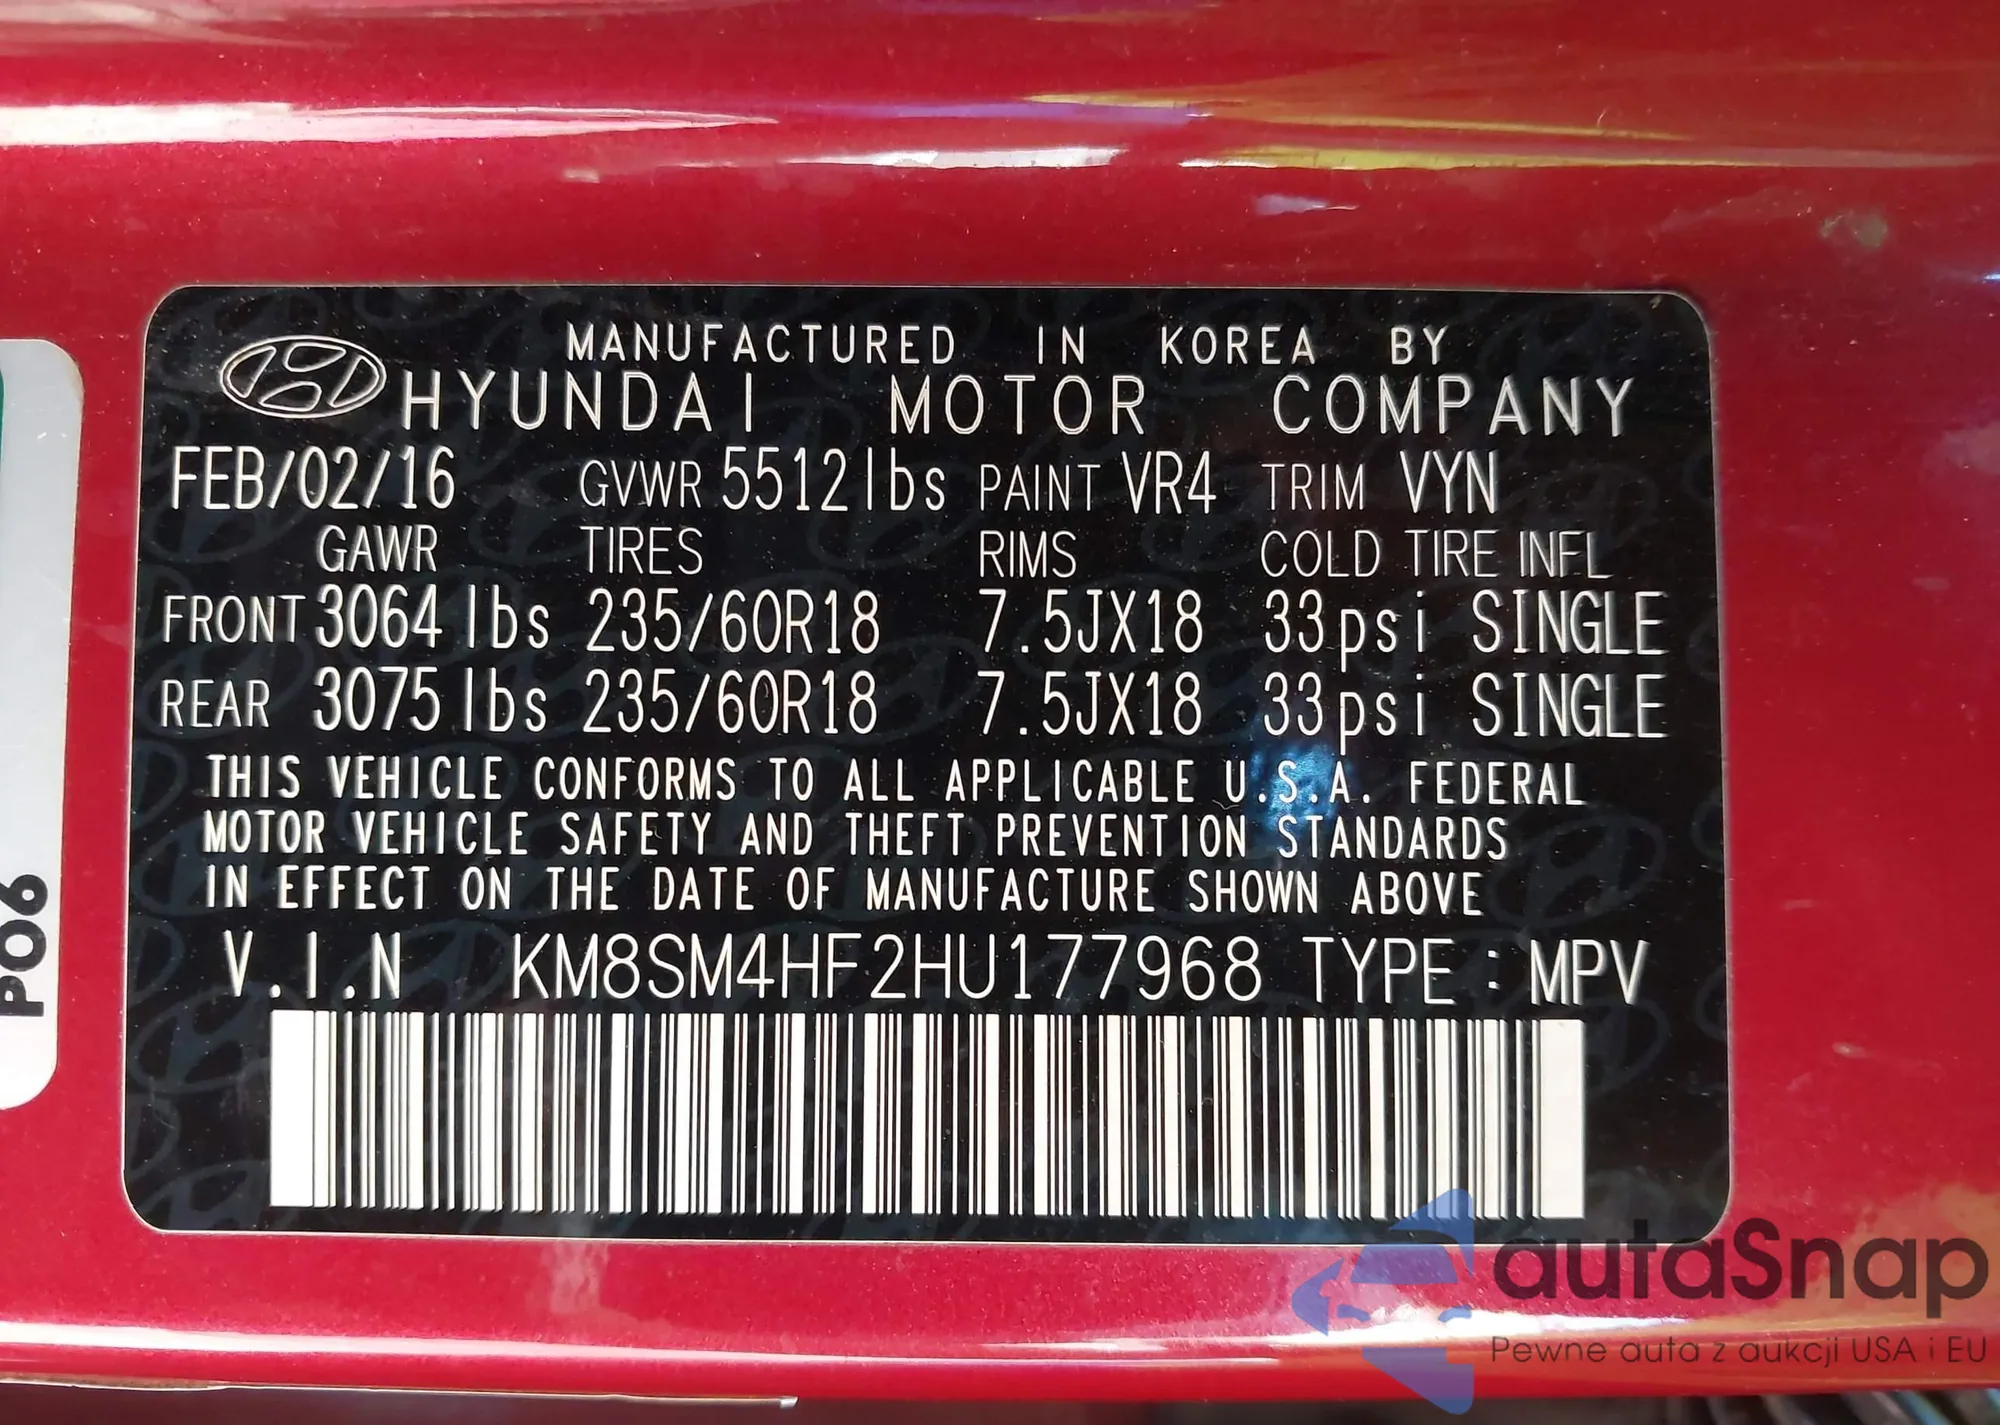 MANUFACTURED IN KOREA BY
HYUNDAI MOTOR COMPANY
FEB/02/16 GVWR 5512lbs PAINT VR4 TRIM VYN
GAWR TIRES RIMS COLD TIRE INFL
FRONT 3064lbs 235/60R18 7.5JX18 33psi SINGLE
REAR 3075lbs 235/60R18 7.5JX18 33psi SINGLE
THIS VEHICLE CONFORMS TO ALL APPLICABLE U.S.A. FEDERAL
MOTOR VEHICLE SAFETY AND THEFT PREVENTION STANDARDS
IN EFFECT ON THE DATE OF MANUFACTURE SHOWN ABOVE
V.I.N KM8SM4HF2HU177968 TYPE : MPV
P06
autaSnap
Pewne auta z aukcji USA i EU